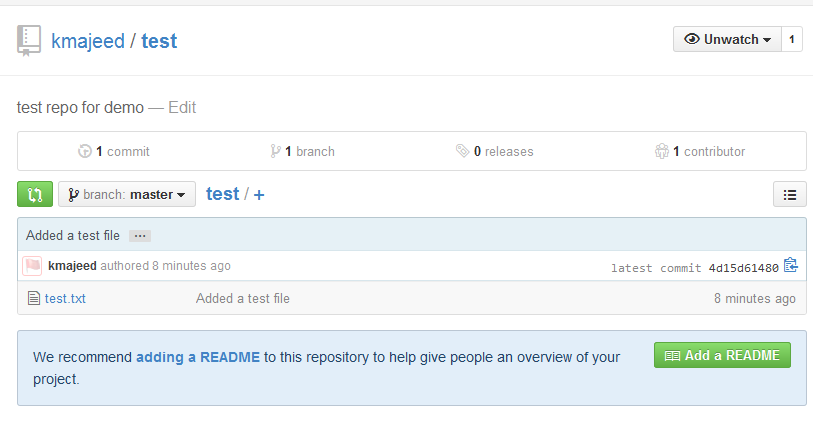 kmajeed / test
Unwatch 1
test repo for demo — Edit
1 commit
1 branch
0 releases
1 contributor
branch: master
test / +
Added a test file ...
kmajeed authored 8 minutes ago
latest commit 4d15d61480
test.txt Added a test file 8 minutes ago
We recommend adding a README to this repository to help give people an overview of your
project.
Add a README